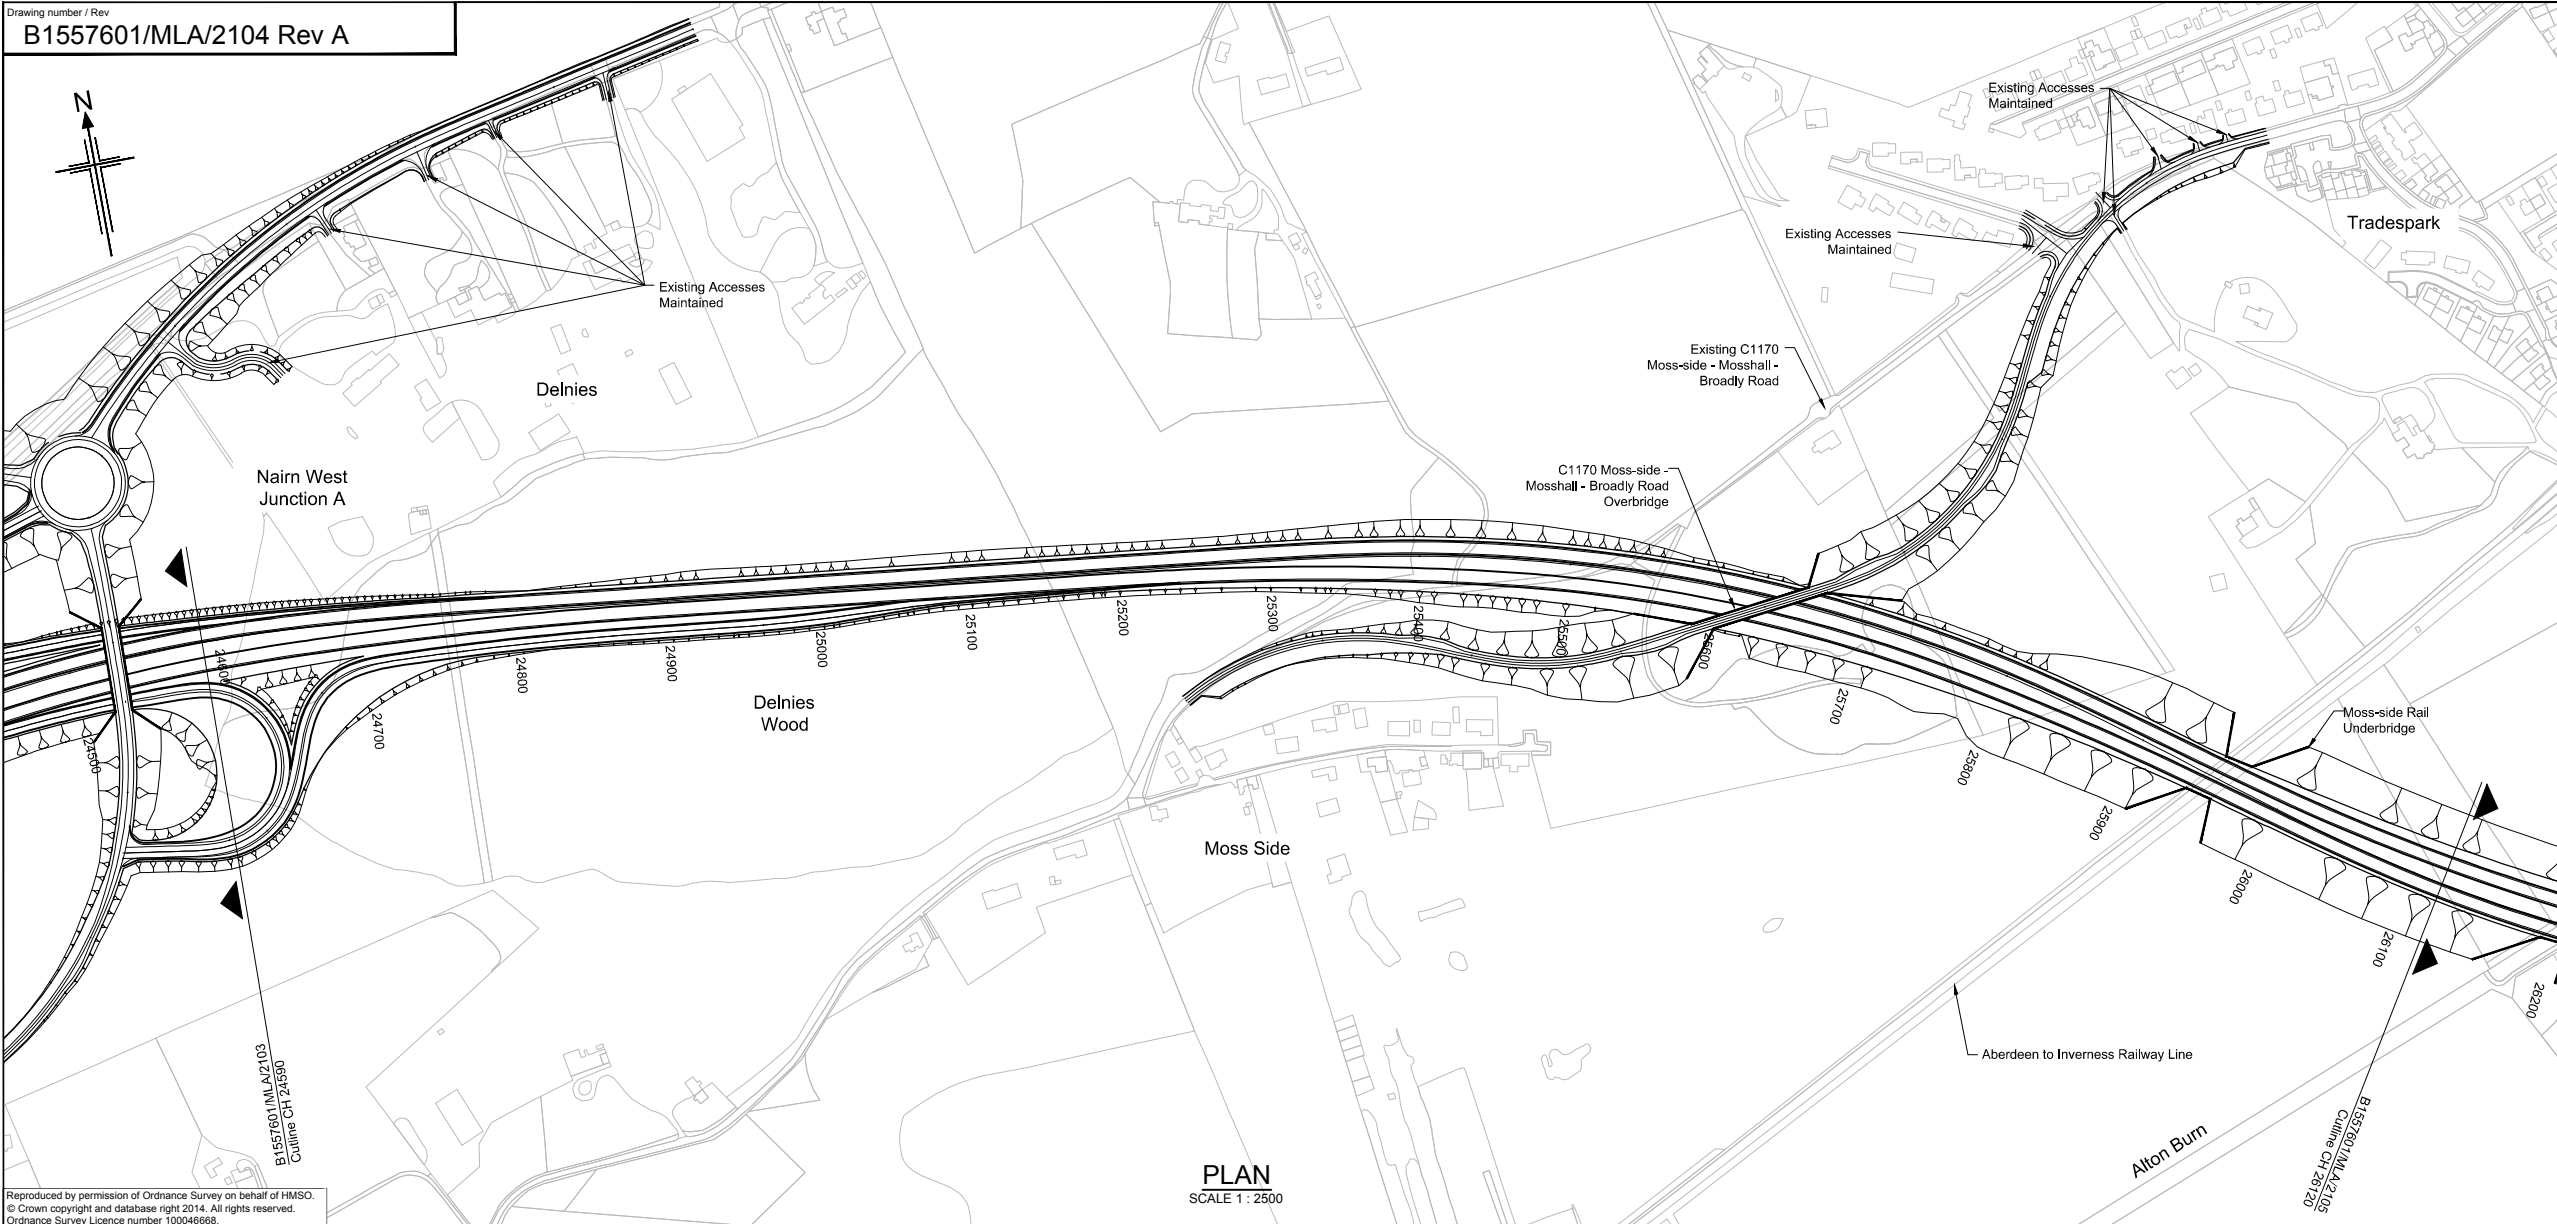 Drawing number / Rev
B1557601/MLA/2104 Rev A
N
Existing Accesses
Maintained
Delnies
Nairn West
Junction A
Existing Accesses
Maintained
Existing Accesses
Maintained
Tradespark
Existing C1170
Moss-side - Mosshall -
Broadly Road
C1170 Moss-side -
Mosshall - Broadly Road
Overbridge
24500
24600
24700
24800
24900
25000
25100
25200
25300
25400
25500
25600
25700
25800
25900
26000
26100
26200
Delnies
Wood
Moss-side Rail
Underbridge
Moss Side
Aberdeen to Inverness Railway Line
Alton Burn
B1557601/MLA/2103
Cutline CH 24590
B1557601/MLA/2105
Cutline CH 26120
PLAN
SCALE 1 : 2500
Reproduced by permission of Ordnance Survey on behalf of HMSO.
© Crown copyright and database right 2014. All rights reserved.
Ordnance Survey Licence number 100046668.